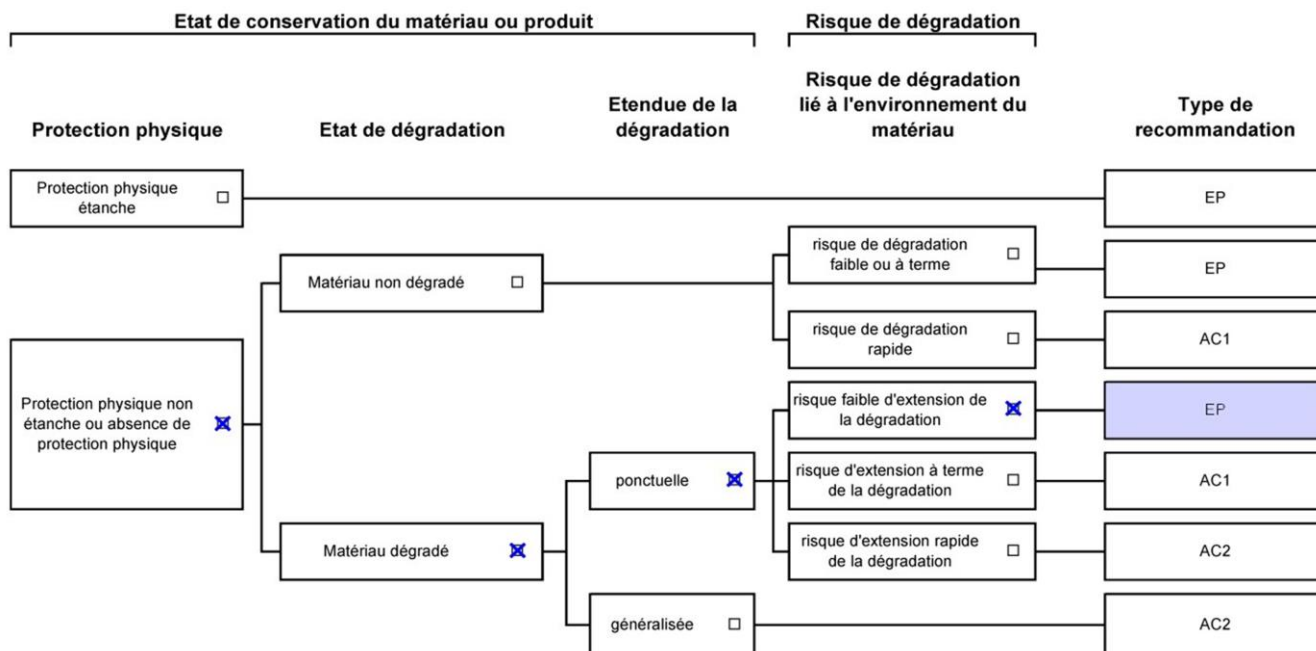 Etat de conservation du matériau ou produit
Risque de dégradation
Protection physique
Etat de dégradation
Etendue de la
dégradation
Risque de dégradation
lié à l'environnement du
matériau
Type de
recommandation
Protection physique
étanche
EP
Matériau non dégradé
risque de dégradation
faible ou à terme
EP
risque de dégradation
rapide
AC1
Protection physique non
étanche ou absence de
protection physique
risque faible d'extension de
la dégradation
EP
ponctuelle
risque d'extension à terme
de la dégradation
AC1
Matériau dégradé
risque d'extension rapide
de la dégradation
AC2
généralisée
AC2